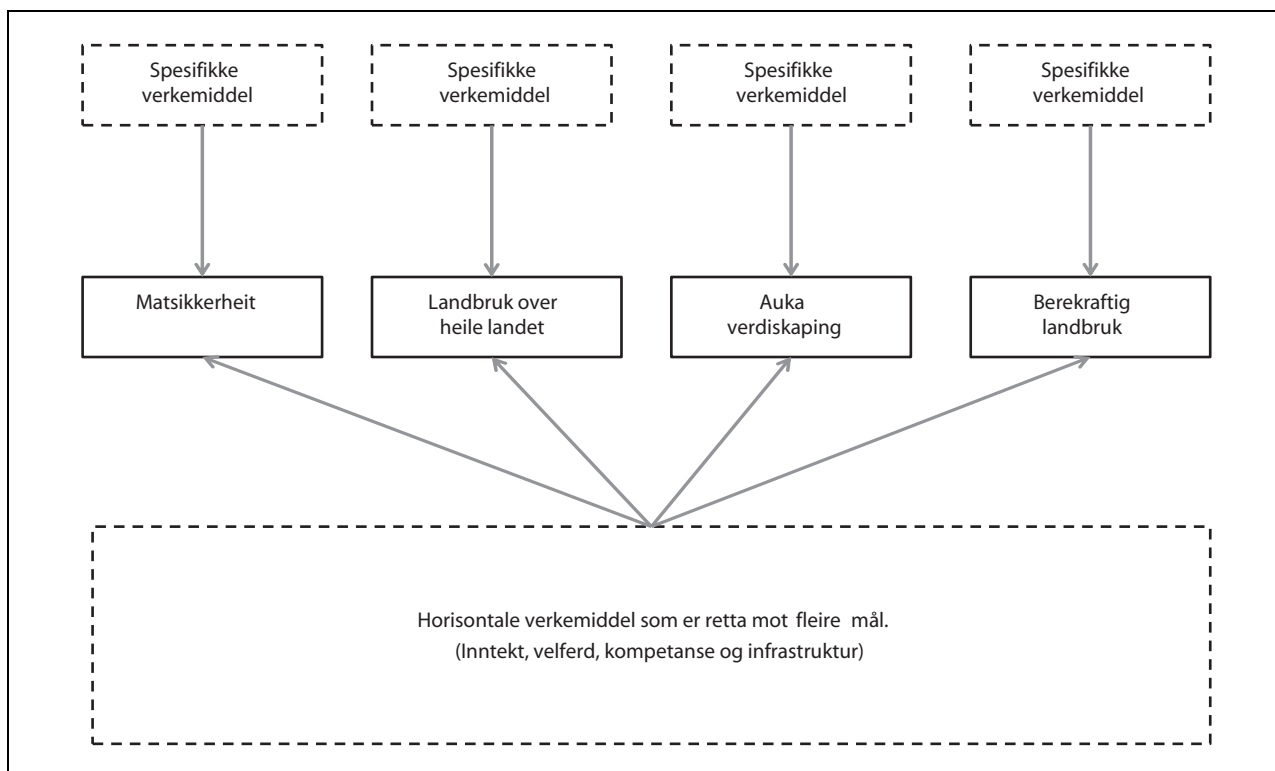 Spesifikke
verkemiddel
Spesifikke
verkemiddel
Spesifikke
verkemiddel
Spesifikke
verkemiddel
Matsikkerheit
Landbruk over
heile landet
Auka
verdiskaping
Berekraftig
landbruk
Horisontale verkemiddel som er retta mot fleire mål.
(Inntekt, velferd, kompetanse og infrastruktur)